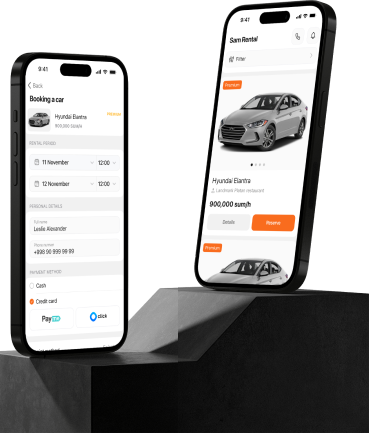 9:41
Back
Booking a car
Hyundai Elantra
Premium
900,000 sum/h
RENTAL PERIOD
11 November
12:00
12 November
12:00
PERSONAL DETAILS
Full name
Leslie Alexander
Phone number
+998 90 999 99 99
PAYMENT METHOD
Cash
Credit card
Payme
click
9:41
Sam Rental
Filter
Premium
Hyundai Elantra
Landmark: Pinter restaurant
900,000 sum/h
Details
Reserve
Premium